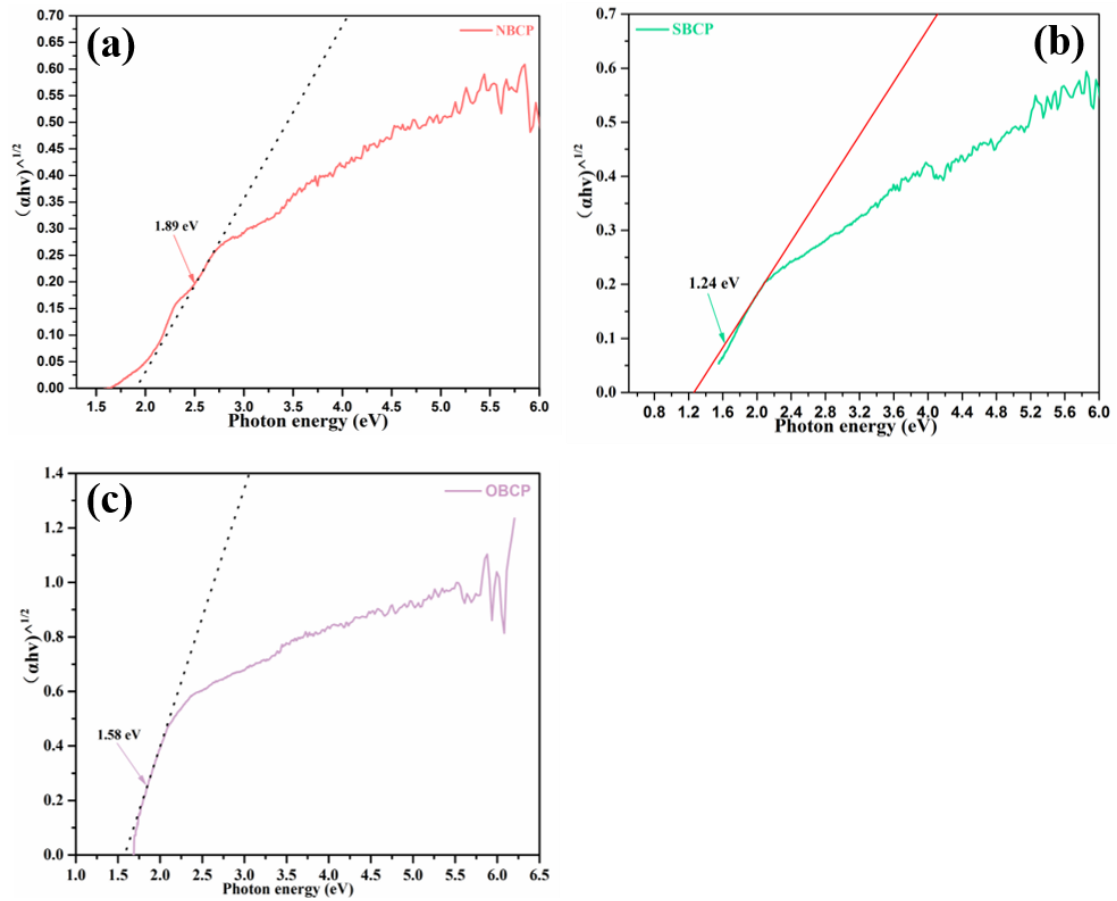 (a)
NBCP
0.70
0.65
0.60
0.55
0.50
0.45
0.40
0.35
0.30
0.25
0.20
0.15
0.10
0.05
0.00
(αhν)^1/2
1.89 eV
1.5 2.0 2.5 3.0 3.5 4.0 4.5 5.0 5.5 6.0
Photon energy (eV)
(b)
SBCP
0.7
0.6
0.5
0.4
0.3
0.2
0.1
0.0
(αhν)^1/2
1.24 eV
0.8 1.2 1.6 2.0 2.4 2.8 3.2 3.6 4.0 4.4 4.8 5.2 5.6 6.0
Photon energy (eV)
(c)
OBCP
1.4
1.2
1.0
0.8
0.6
0.4
0.2
0.0
(αhν)^1/2
1.58 eV
1.0 1.5 2.0 2.5 3.0 3.5 4.0 4.5 5.0 5.5 6.0 6.5
Photon energy (eV)